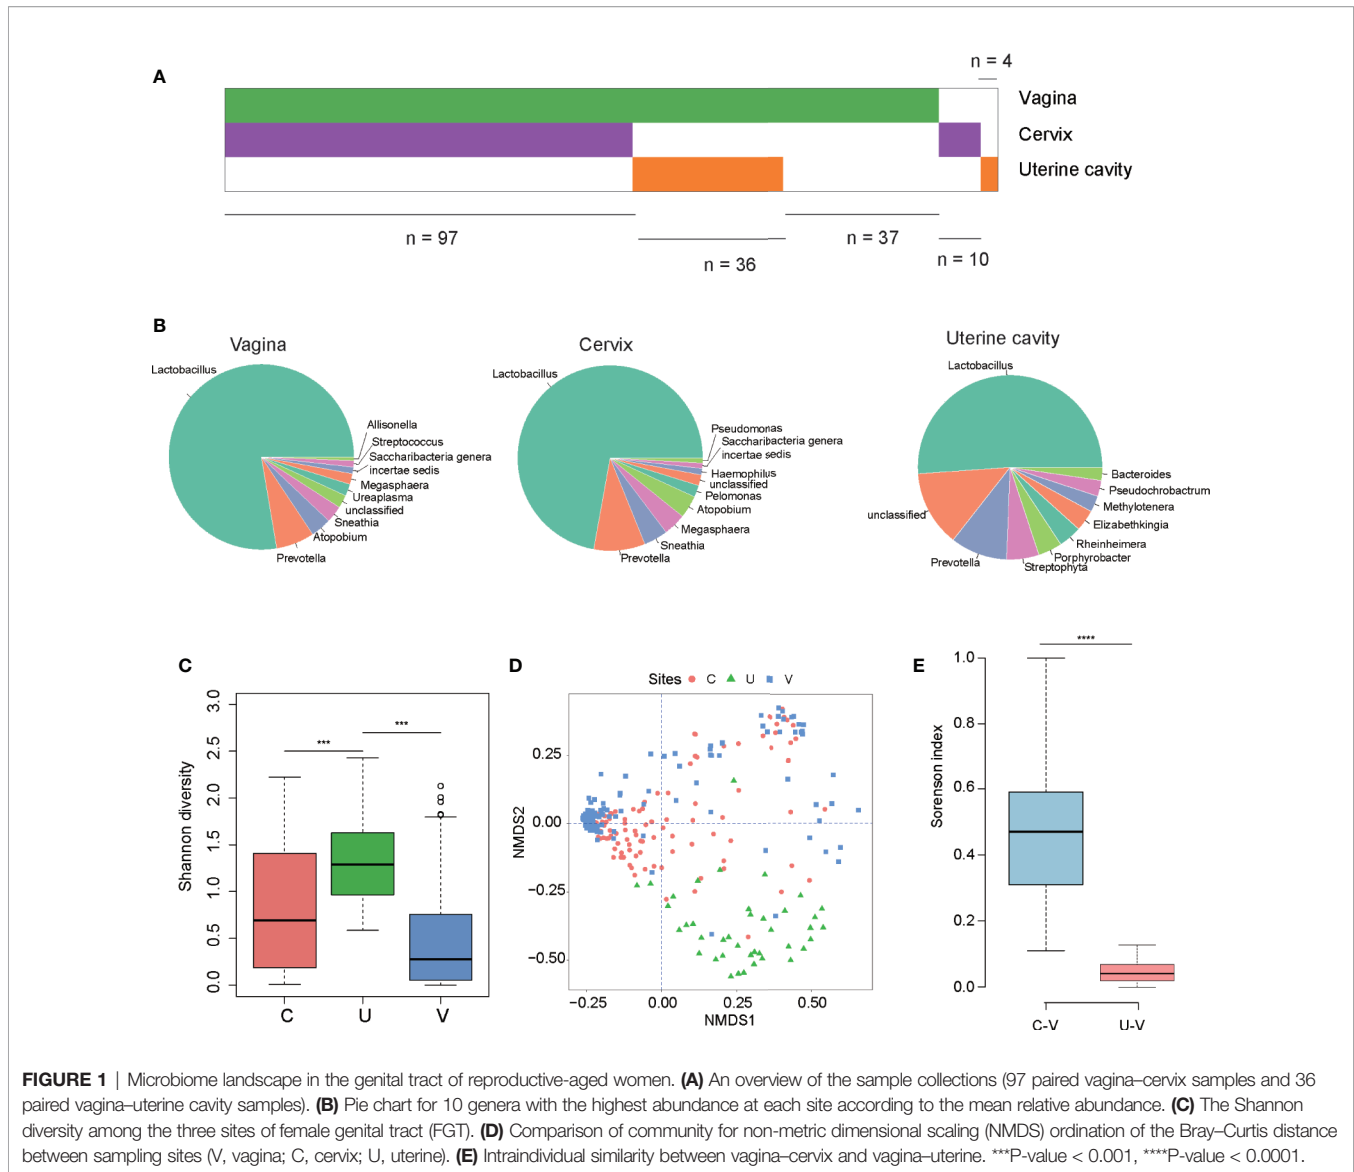 A
n = 4
Vagina
Cervix
Uterine cavity
n = 97
n = 36
n = 37
n = 10
B
Vagina
Lactobacillus
Allisonella
Streptococcus
Saccharibacteria genera
incertae sedis
Megasphaera
Ureaplasma
unclassified
Sneathia
Atopobium
Prevotella
Cervix
Lactobacillus
Pseudomonas
Saccharibacteria genera
incertae sedis
Haemophilus
unclassified
Pelomonas
Atopobium
Megasphaera
Sneathia
Prevotella
Uterine cavity
Lactobacillus
Bacteroides
Pseudochrobactrum
Methylotenera
Elizabethkingia
Rheinheimera
Porphyrobacter
Streptophyta
Prevotella
unclassified
C
Shannon diversity
3.0
2.5
2.0
1.5
1.0
0.5
0.0
***
***
C U V
D
Sites C U V
NMDS2
0.25
0.00
−0.25
−0.50
−0.25 0.00 0.25 0.50
NMDS1
E
****
Sorenson index
1.0
0.8
0.6
0.4
0.2
0.0
C-V U-V
FIGURE 1 | Microbiome landscape in the genital tract of reproductive-aged women. (A) An overview of the sample collections (97 paired vagina–cervix samples and 36
paired vagina–uterine cavity samples). (B) Pie chart for 10 genera with the highest abundance at each site according to the mean relative abundance. (C) The Shannon
diversity among the three sites of female genital tract (FGT). (D) Comparison of community for non-metric dimensional scaling (NMDS) ordination of the Bray–Curtis distance
between sampling sites (V, vagina; C, cervix; U, uterine). (E) Intraindividual similarity between vagina–cervix and vagina–uterine. ***P-value < 0.001, ****P-value < 0.0001.